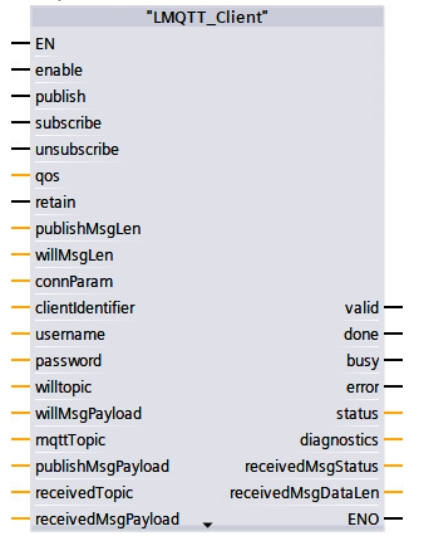 "LMQTT_Client"
EN
enable
publish
subscribe
unsubscribe
qos
retain
publishMsgLen
willMsgLen
connParam
clientIdentifier valid
username done
password busy
willtopic error
willMsgPayload status
mqttTopic diagnostics
publishMsgPayload receivedMsgStatus
receivedTopic receivedMsgDataLen
receivedMsgPayload ENO